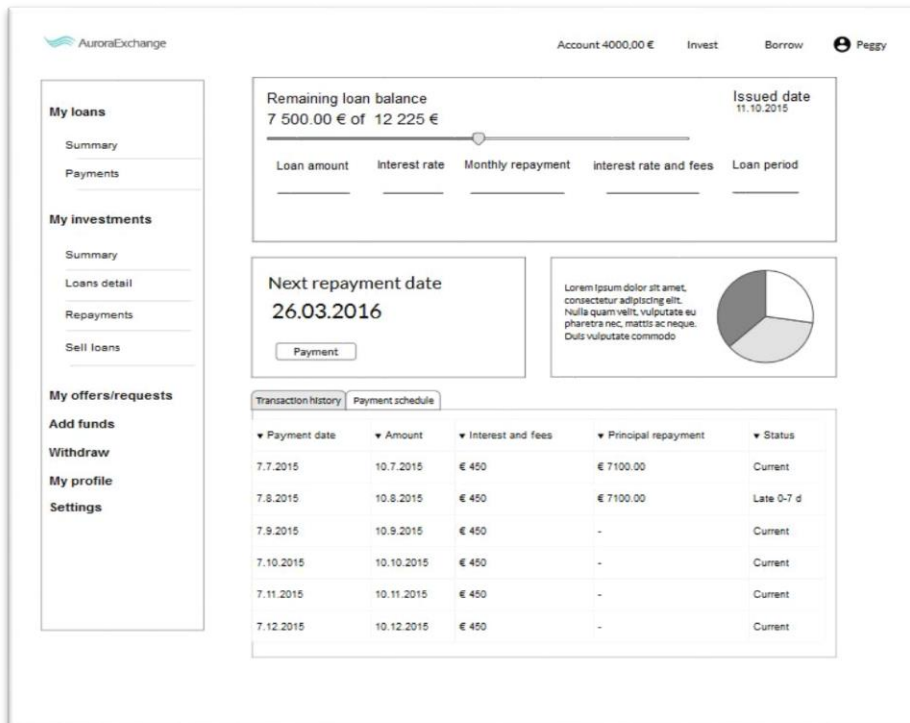 AuroraExchange
Account 4000,00 € Invest Borrow Peggy
My loans
Summary
Payments
My investments
Summary
Loans detail
Repayments
Sell loans
My offers/requests
Add funds
Withdraw
My profile
Settings
Remaining loan balance
7 500.00 € of 12 225 €
Issued date
11.10.2015
Loan amount Interest rate Monthly repayment interest rate and fees Loan period
Next repayment date
26.03.2016
Payment
Lorem ipsum dolor sit amet,
consectetur adipiscing elit.
Nulla quam velit, vulputate eu
pharetra nec, mattis ac neque.
Duis vulputate commodo
Transaction history Payment schedule
▼ Payment date ▼ Amount ▼ Interest and fees ▼ Principal repayment ▼ Status
7.7.2015 10.7.2015 € 450 € 7100.00 Current
7.8.2015 10.8.2015 € 450 € 7100.00 Late 0-7 d
7.9.2015 10.9.2015 € 450 - Current
7.10.2015 10.10.2015 € 450 - Current
7.11.2015 10.11.2015 € 450 - Current
7.12.2015 10.12.2015 € 450 - Current